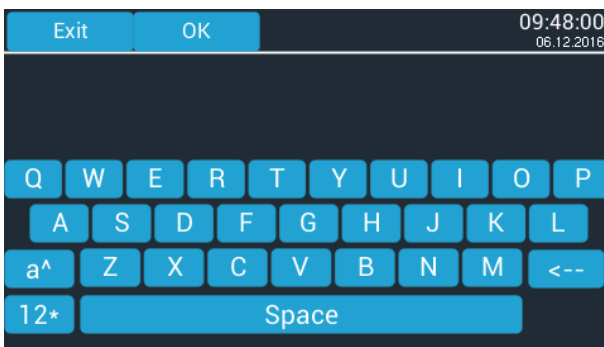 Exit OK 09:48:00
06.12.2016
Q W E R T Y U I O P
A S D F G H J K L
a^ Z X C V B N M <--
12* Space